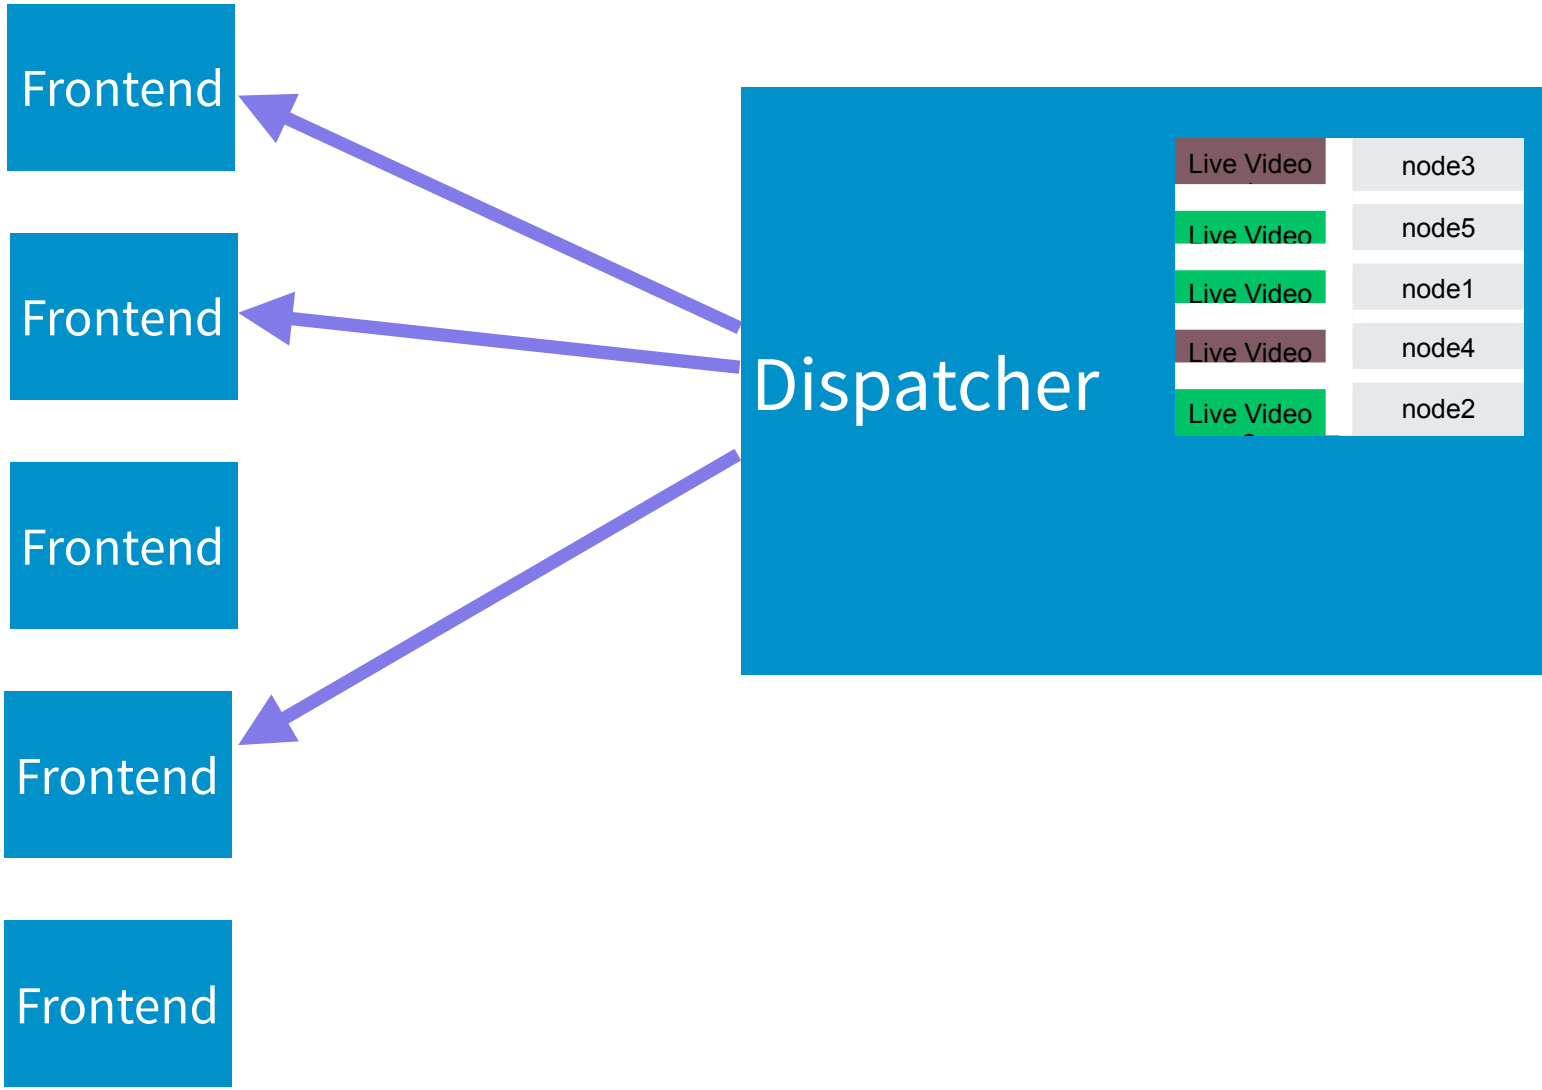 Frontend
Frontend
Frontend
Frontend
Frontend
Dispatcher
Live Video
node3
Live Video
node5
Live Video
node1
Live Video
node4
Live Video
node2